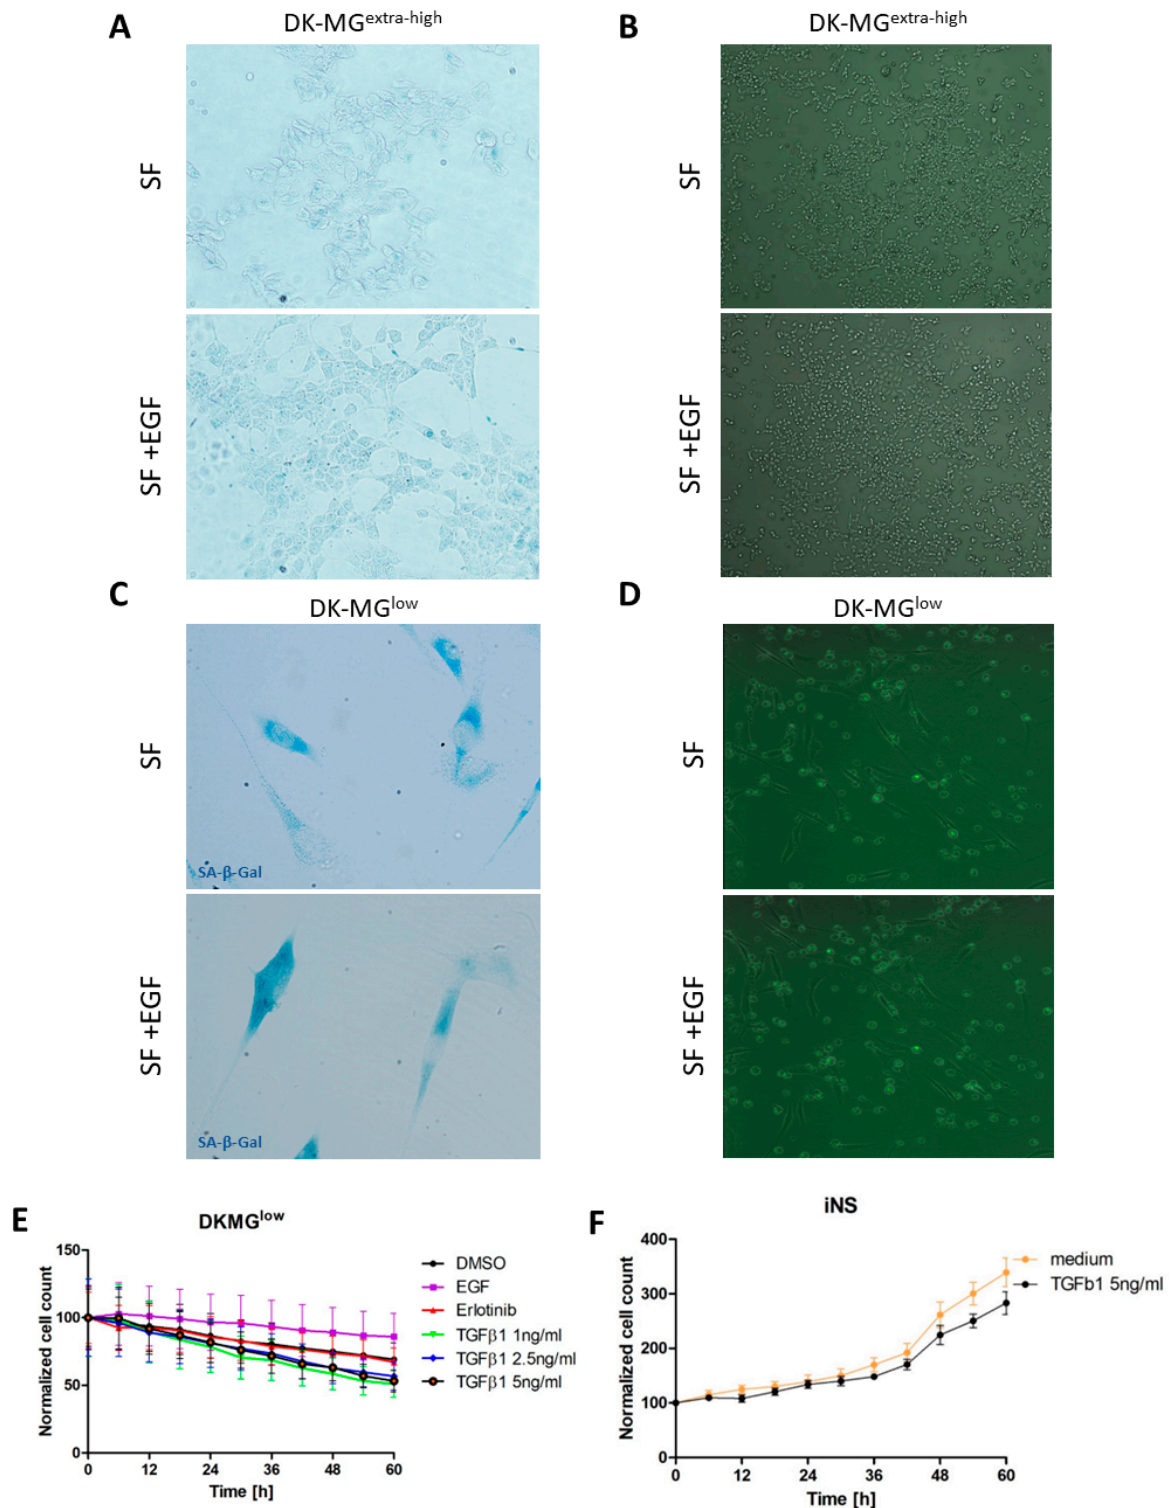 A
DK-MGextra-high
B
DK-MGextra-high
SF
SF
SF +EGF
SF +EGF
C
DK-MGlow
D
DK-MGlow
SF
SA-β-Gal
SF
SF +EGF
SA-β-Gal
SF +EGF
E
DKMGlow
Normalized cell count
150
100
50
0
0 12 24 36 48 60
Time [h]
DMSO
EGF
Erlotinib
TGFβ1 1ng/ml
TGFβ1 2.5ng/ml
TGFβ1 5ng/ml
F
iNS
Normalized cell count
400
300
200
100
0
0 12 24 36 48 60
Time [h]
medium
TGFb1 5ng/ml